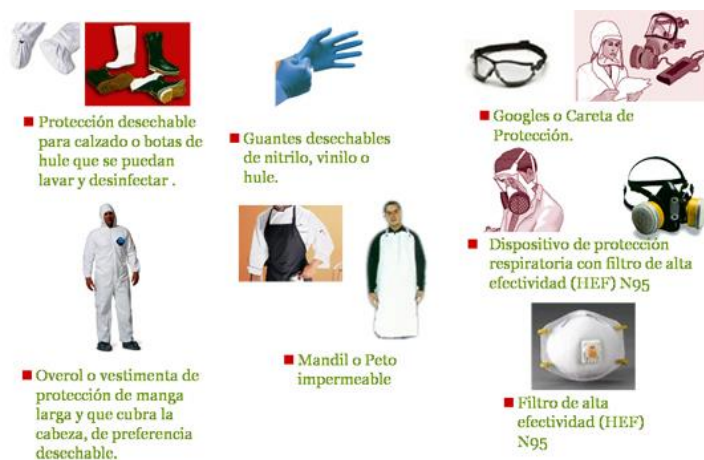 Protección desechable
para calzado o botas de
hule que se puedan
lavar y desinfectar .
Guantes desechables
de nitrilo, vinilo o
hule.
Googles o Careta de
Protección.
Dispositivo de protección
respiratoria con filtro de alta
efectividad (HEF) N95
Overol o vestimenta de
protección de manga
larga y que cubra la
cabeza, de preferencia
desechable.
Mandil o Peto
impermeable
Filtro de alta
efectividad (HEF)
N95